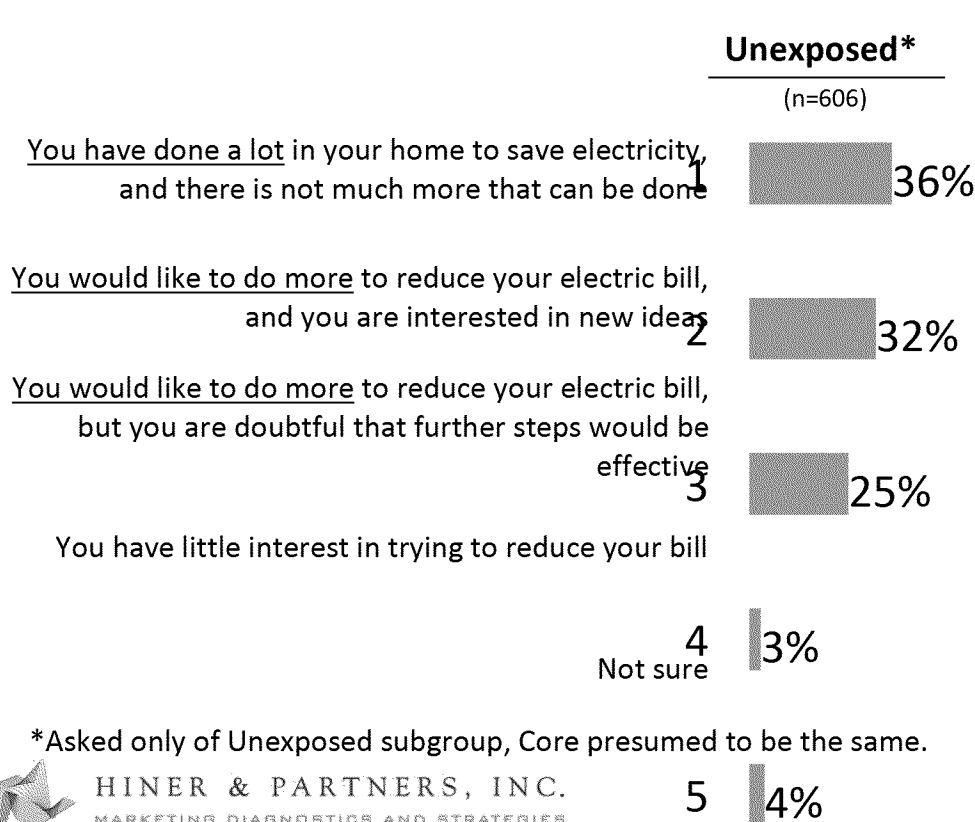 Unexposed*
(n=606)
You have done a lot in your home to save electricity,
and there is not much more that can be done
1
36%
You would like to do more to reduce your electric bill,
and you are interested in new ideas
2
32%
You would like to do more to reduce your electric bill,
but you are doubtful that further steps would be
effective
3
25%
You have little interest in trying to reduce your bill
4
3%
Not sure
*Asked only of Unexposed subgroup, Core presumed to be the same.
HINER & PARTNERS, INC.
MARKETING DIAGNOSTICS AND STRATEGIES
5
4%